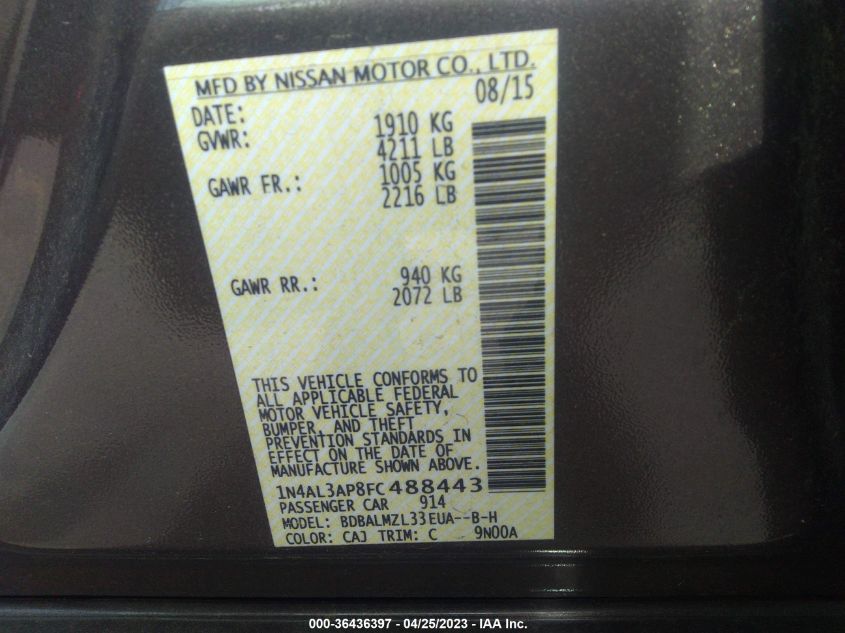 MFD BY NISSAN MOTOR CO., LTD.
DATE: 08/15
GVWR: 1910 KG
4211 LB
GAWR FR.: 1005 KG
2216 LB
GAWR RR.: 940 KG
2072 LB
THIS VEHICLE CONFORMS TO
ALL APPLICABLE FEDERAL
MOTOR VEHICLE SAFETY,
BUMPER, AND THEFT
PREVENTION STANDARDS IN
EFFECT ON THE DATE OF
MANUFACTURE SHOWN ABOVE.
1N4AL3AP8FC488443
PASSENGER CAR 914
MODEL: BDBALMZL33EUA--B-H
COLOR: CAJ TRIM: C 9N00A
000-36436397 - 04/25/2023 - IAA Inc.